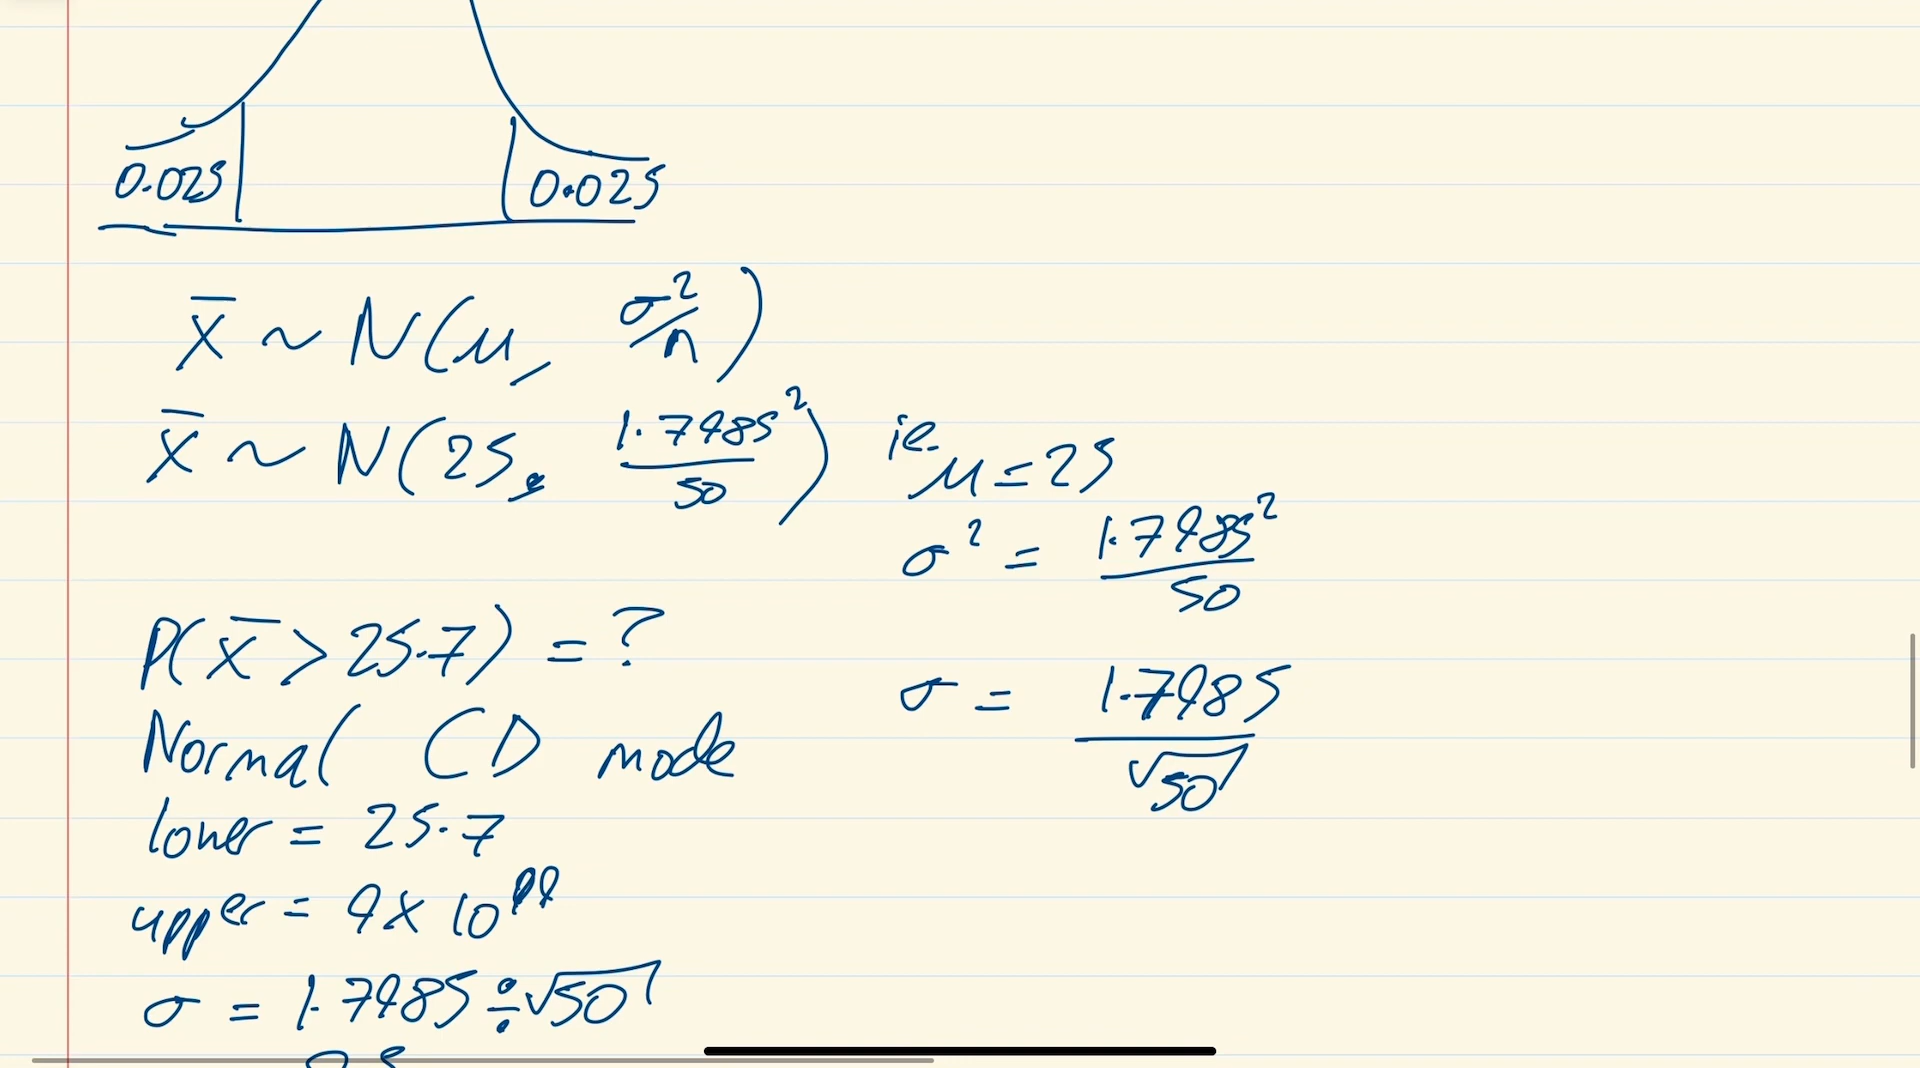 0.025 0.025
x̄ ~ N(μ, σ²/n)
x̄ ~ N(25, 1.7985²/50) ie. μ = 25
σ² = 1.7985²/50
P(x̄ > 25.7) = ?
σ = 1.7985/√50
Normal CD mode
lower = 25.7
upper = 9 x 10⁹⁹
σ = 1.7985 ÷ √50